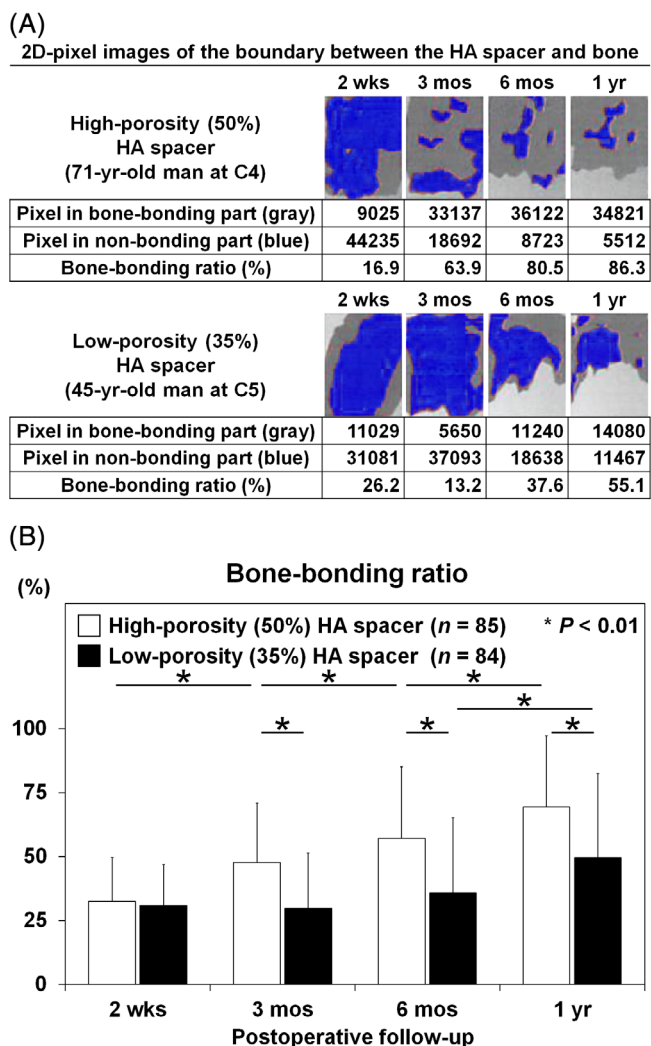 (A)
2D-pixel images of the boundary between the HA spacer and bone
2 wks 3 mos 6 mos 1 yr
High-porosity (50%)
HA spacer
(71-yr-old man at C4)
Pixel in bone-bonding part (gray) 9025 33137 36122 34821
Pixel in non-bonding part (blue) 44235 18692 8723 5512
Bone-bonding ratio (%) 16.9 63.9 80.5 86.3
2 wks 3 mos 6 mos 1 yr
Low-porosity (35%)
HA spacer
(45-yr-old man at C5)
Pixel in bone-bonding part (gray) 11029 5650 11240 14080
Pixel in non-bonding part (blue) 31081 37093 18638 11467
Bone-bonding ratio (%) 26.2 13.2 37.6 55.1
(B)
Bone-bonding ratio
(%)
High-porosity (50%) HA spacer (n = 85) * P < 0.01
Low-porosity (35%) HA spacer (n = 84)
* * *
*
* * *
100
75
50
25
0
2 wks 3 mos 6 mos 1 yr
Postoperative follow-up